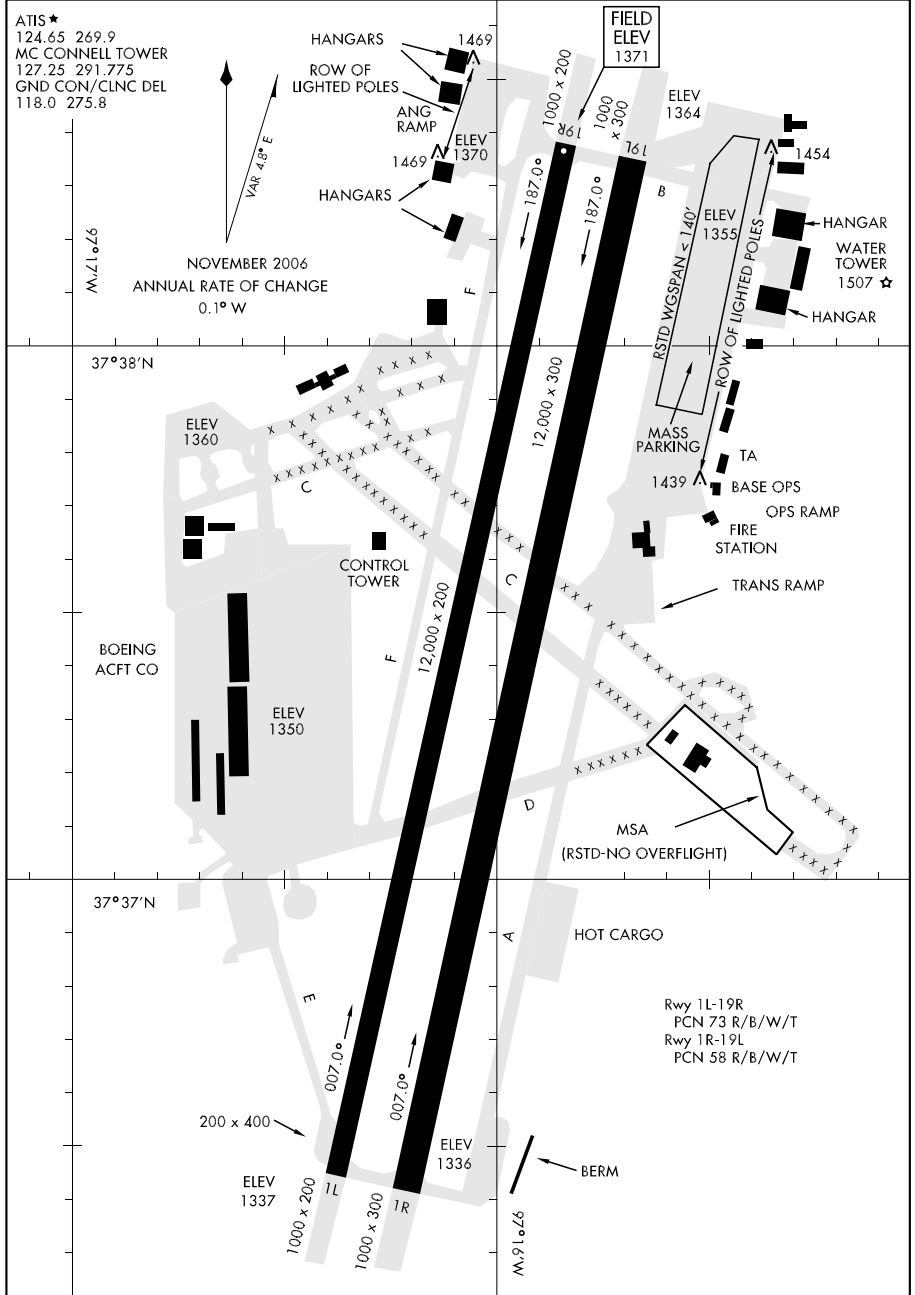 ATIS ★
124.65 269.9
MC CONNELL TOWER
127.25 291.775
GND CON/CLNC DEL
118.0 275.8
VAR 4.8° E
NOVEMBER 2006
ANNUAL RATE OF CHANGE
0.1° W
97°17'W
HANGARS
ROW OF
LIGHTED POLES
ANG
RAMP
1469
ELEV
1370
1469
HANGARS
1000 x 200
FIELD
ELEV
1371
1000
x 300
19R
19L
187.0°
187.0°
ELEV
1364
B
1454
ELEV
1355
RSTD WGSPAN < 140'
ROW OF LIGHTED POLES
HANGAR
WATER
TOWER
1507
HANGAR
F
37°38'N
12,000 x 300
MASS
PARKING
1439
TA
BASE OPS
OPS RAMP
FIRE
STATION
TRANS RAMP
ELEV
1360
C
CONTROL
TOWER
C
12,000 x 200
F
BOEING
ACFT CO
ELEV
1350
D
MSA
(RSTD-NO OVERFLIGHT)
37°37'N
A
HOT CARGO
E
Rwy 1L-19R
PCN 73 R/B/W/T
Rwy 1R-19L
PCN 58 R/B/W/T
007.0°
007.0°
200 x 400
ELEV
1337
1L
1000 x 200
1R
1000 x 300
ELEV
1336
BERM
97°16'W